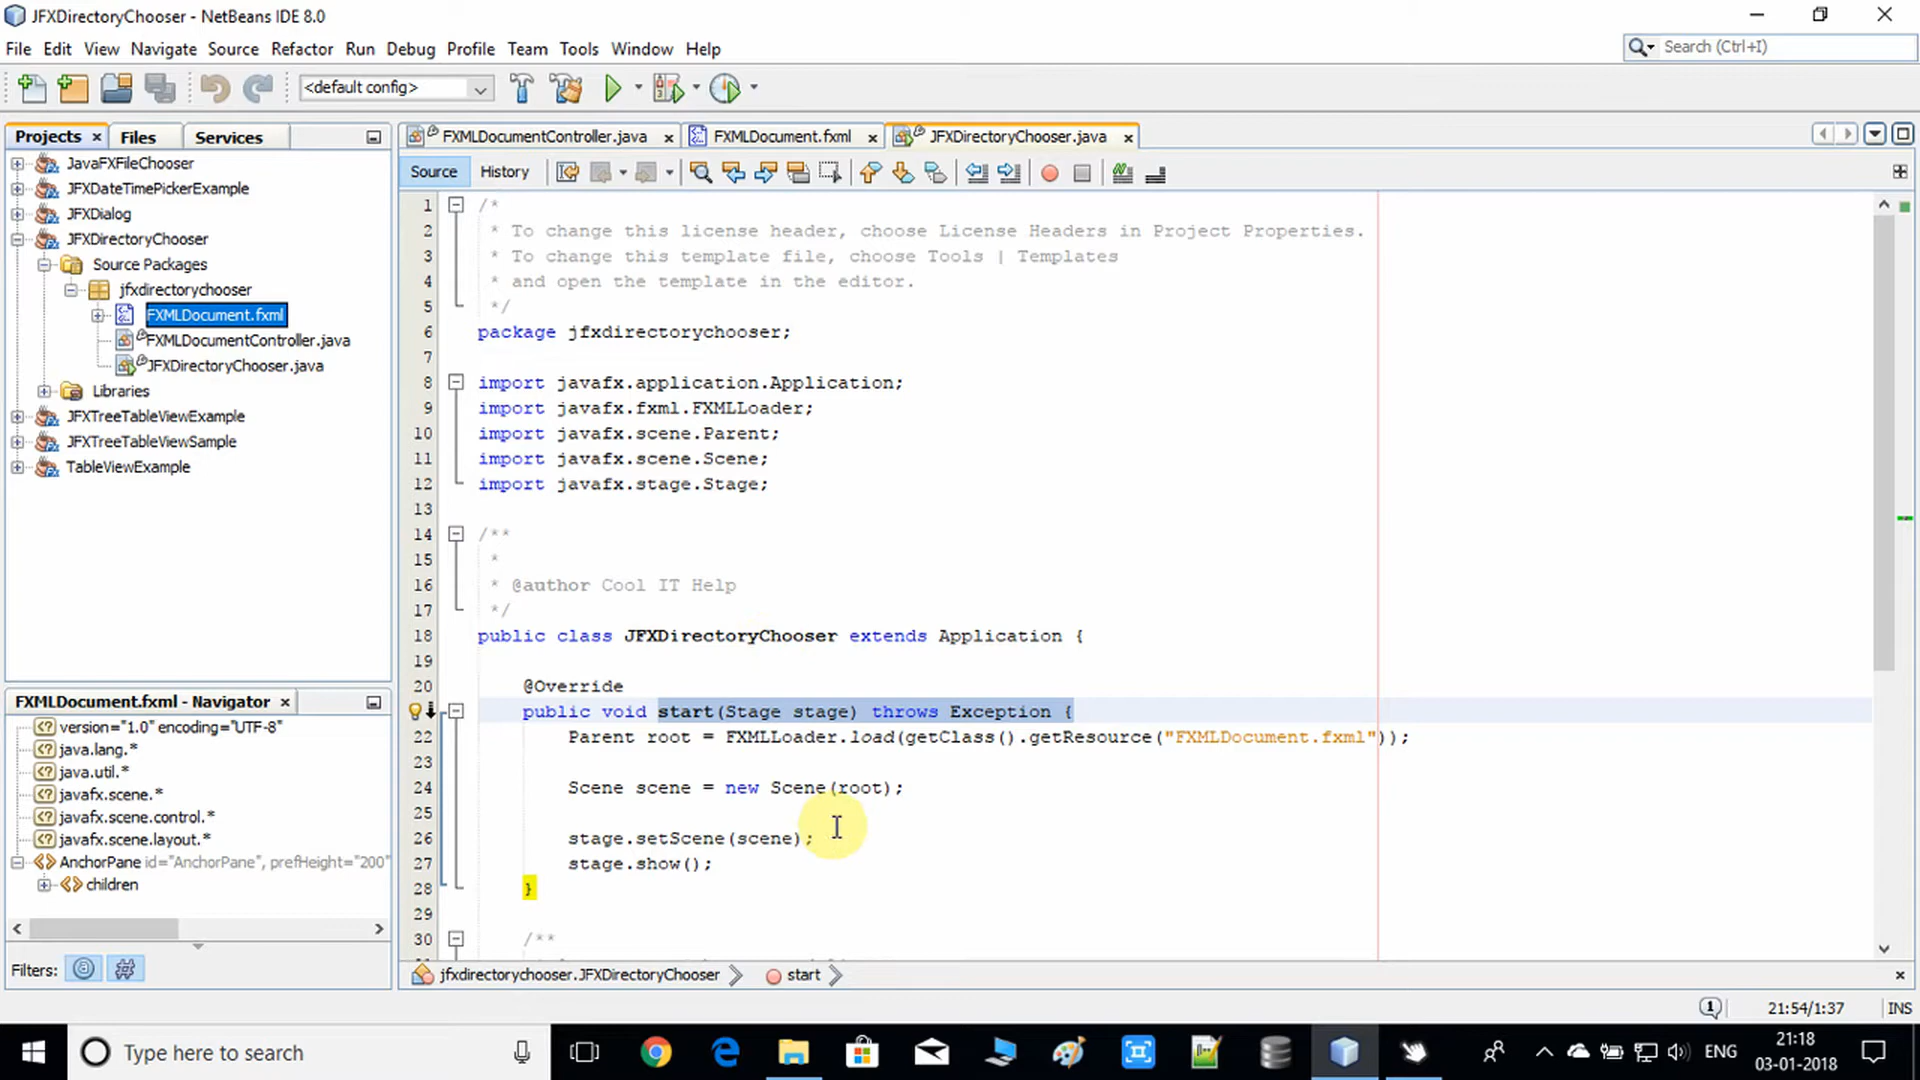 JFXDirectoryChooser - NetBeans IDE 8.0
File Edit View Navigate Source Refactor Run Debug Profile Team Tools Window Help
Search (Ctrl+I)
<default config>
Projects Files Services
JavaFXFileChooser
JFXDateTimePickerExample
JFXDialog
JFXDirectoryChooser
Source Packages
jfxdirectorychooser
FXMLDocument.fxml
FXMLDocumentController.java
JFXDirectoryChooser.java
Libraries
JFXTreeTableViewExample
JFXTreeTableViewSample
TableViewExample
FXMLDocument.fxml - Navigator
version="1.0" encoding="UTF-8"
java.lang.*
java.util.*
javafx.scene.*
javafx.scene.control.*
javafx.scene.layout.*
AnchorPane id="AnchorPane", prefHeight="200"
children
Filters:
FXMLDocumentController.java FXMLDocument.fxml JFXDirectoryChooser.java
Source History
1 /*
2 * To change this license header, choose License Headers in Project Properties.
3 * To change this template file, choose Tools | Templates
4 * and open the template in the editor.
5 */
6 package jfxdirectorychooser;
7
8 import javafx.application.Application;
9 import javafx.fxml.FXMLLoader;
10 import javafx.scene.Parent;
11 import javafx.scene.Scene;
12 import javafx.stage.Stage;
13
14 /**
15 *
16 * @author Cool IT Help
17 */
18 public class JFXDirectoryChooser extends Application {
19
20 @Override
public void start(Stage stage) throws Exception {
22 Parent root = FXMLLoader.load(getClass().getResource("FXMLDocument.fxml"));
23
24 Scene scene = new Scene(root);
25
26 stage.setScene(scene);
27 stage.show();
28 }
29
30 /**
jfxdirectorychooser.JFXDirectoryChooser start
1 21:54/1:37 INS
Type here to search
ENG
21:18
03-01-2018